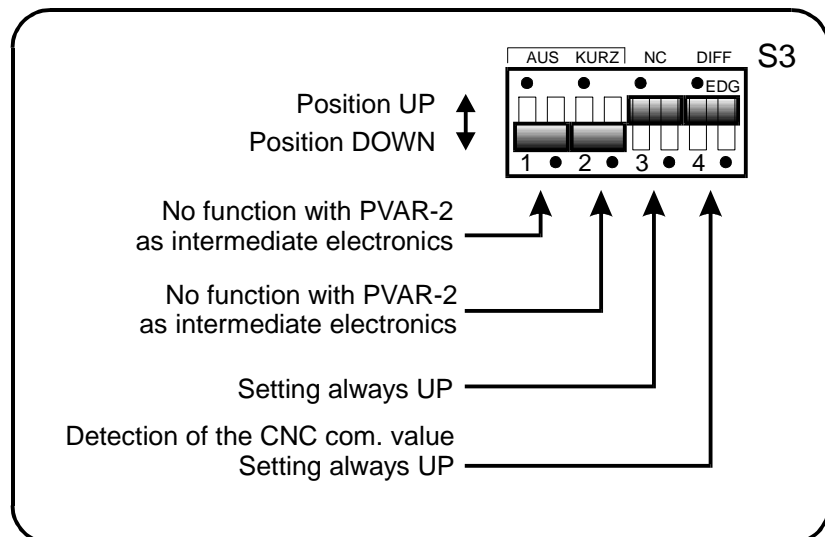 AUS KURZ NC DIFF S3
EDG
Position UP
Position DOWN
1 2 3 4
No function with PVAR-2
as intermediate electronics
No function with PVAR-2
as intermediate electronics
Setting always UP
Detection of the CNC com. value
Setting always UP